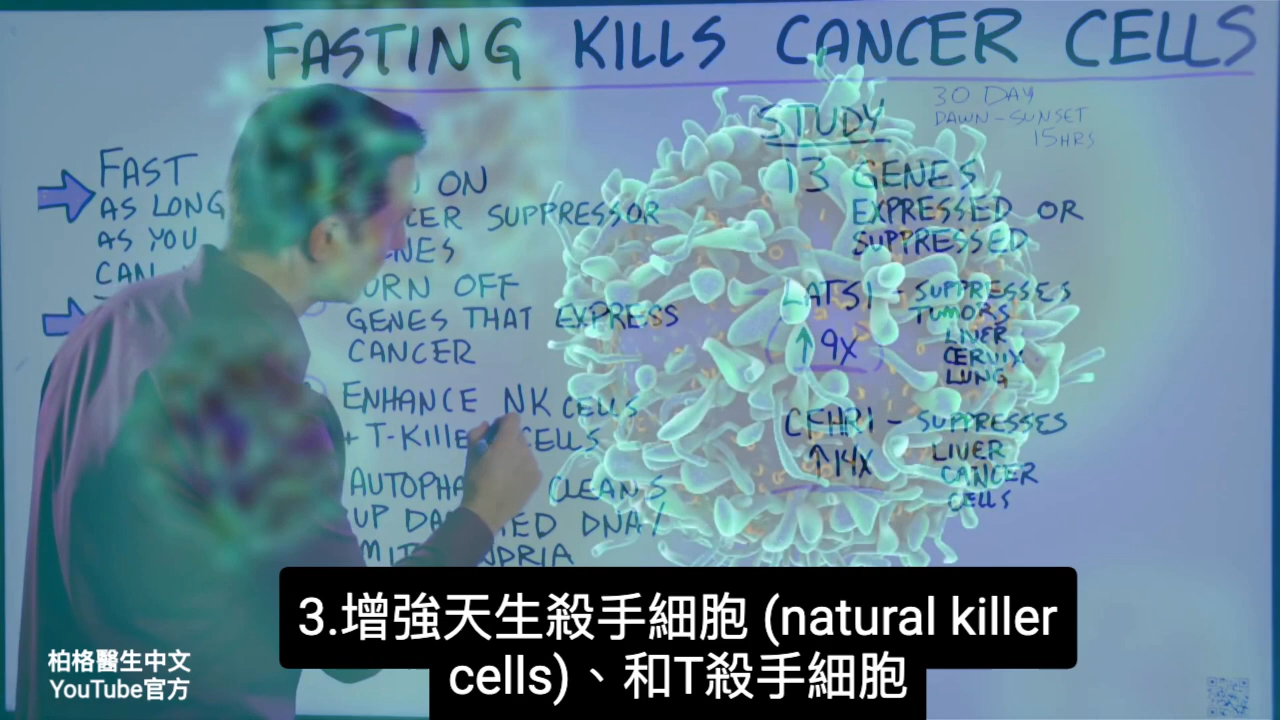 FASTING KILLS CANCER CELLS
FAST
AS LONG
AS YOU
CAN
ON
SUPPRESSOR
OFF
GENES THAT EXPRESS
CANCER
ENHANCE NK CELLS
+ T-Kille CELLS
CLEANS
UP DNA/
STUDY
30 DAY
DAWN-SUNSET
15HRS
13 GENES
EXPRESSED OR
SUPPRESSED
LATS1 - SUPPRESSES
TUMORS
↑ 9X
LIVER
CERVIX
LUNG
CFHR1 - SUPPRESSES
↑14X
LIVER
CANCER
CELLS
3.增強天生殺手細胞 (natural killer
cells)、和T殺手細胞
柏格醫生中文
YouTube官方